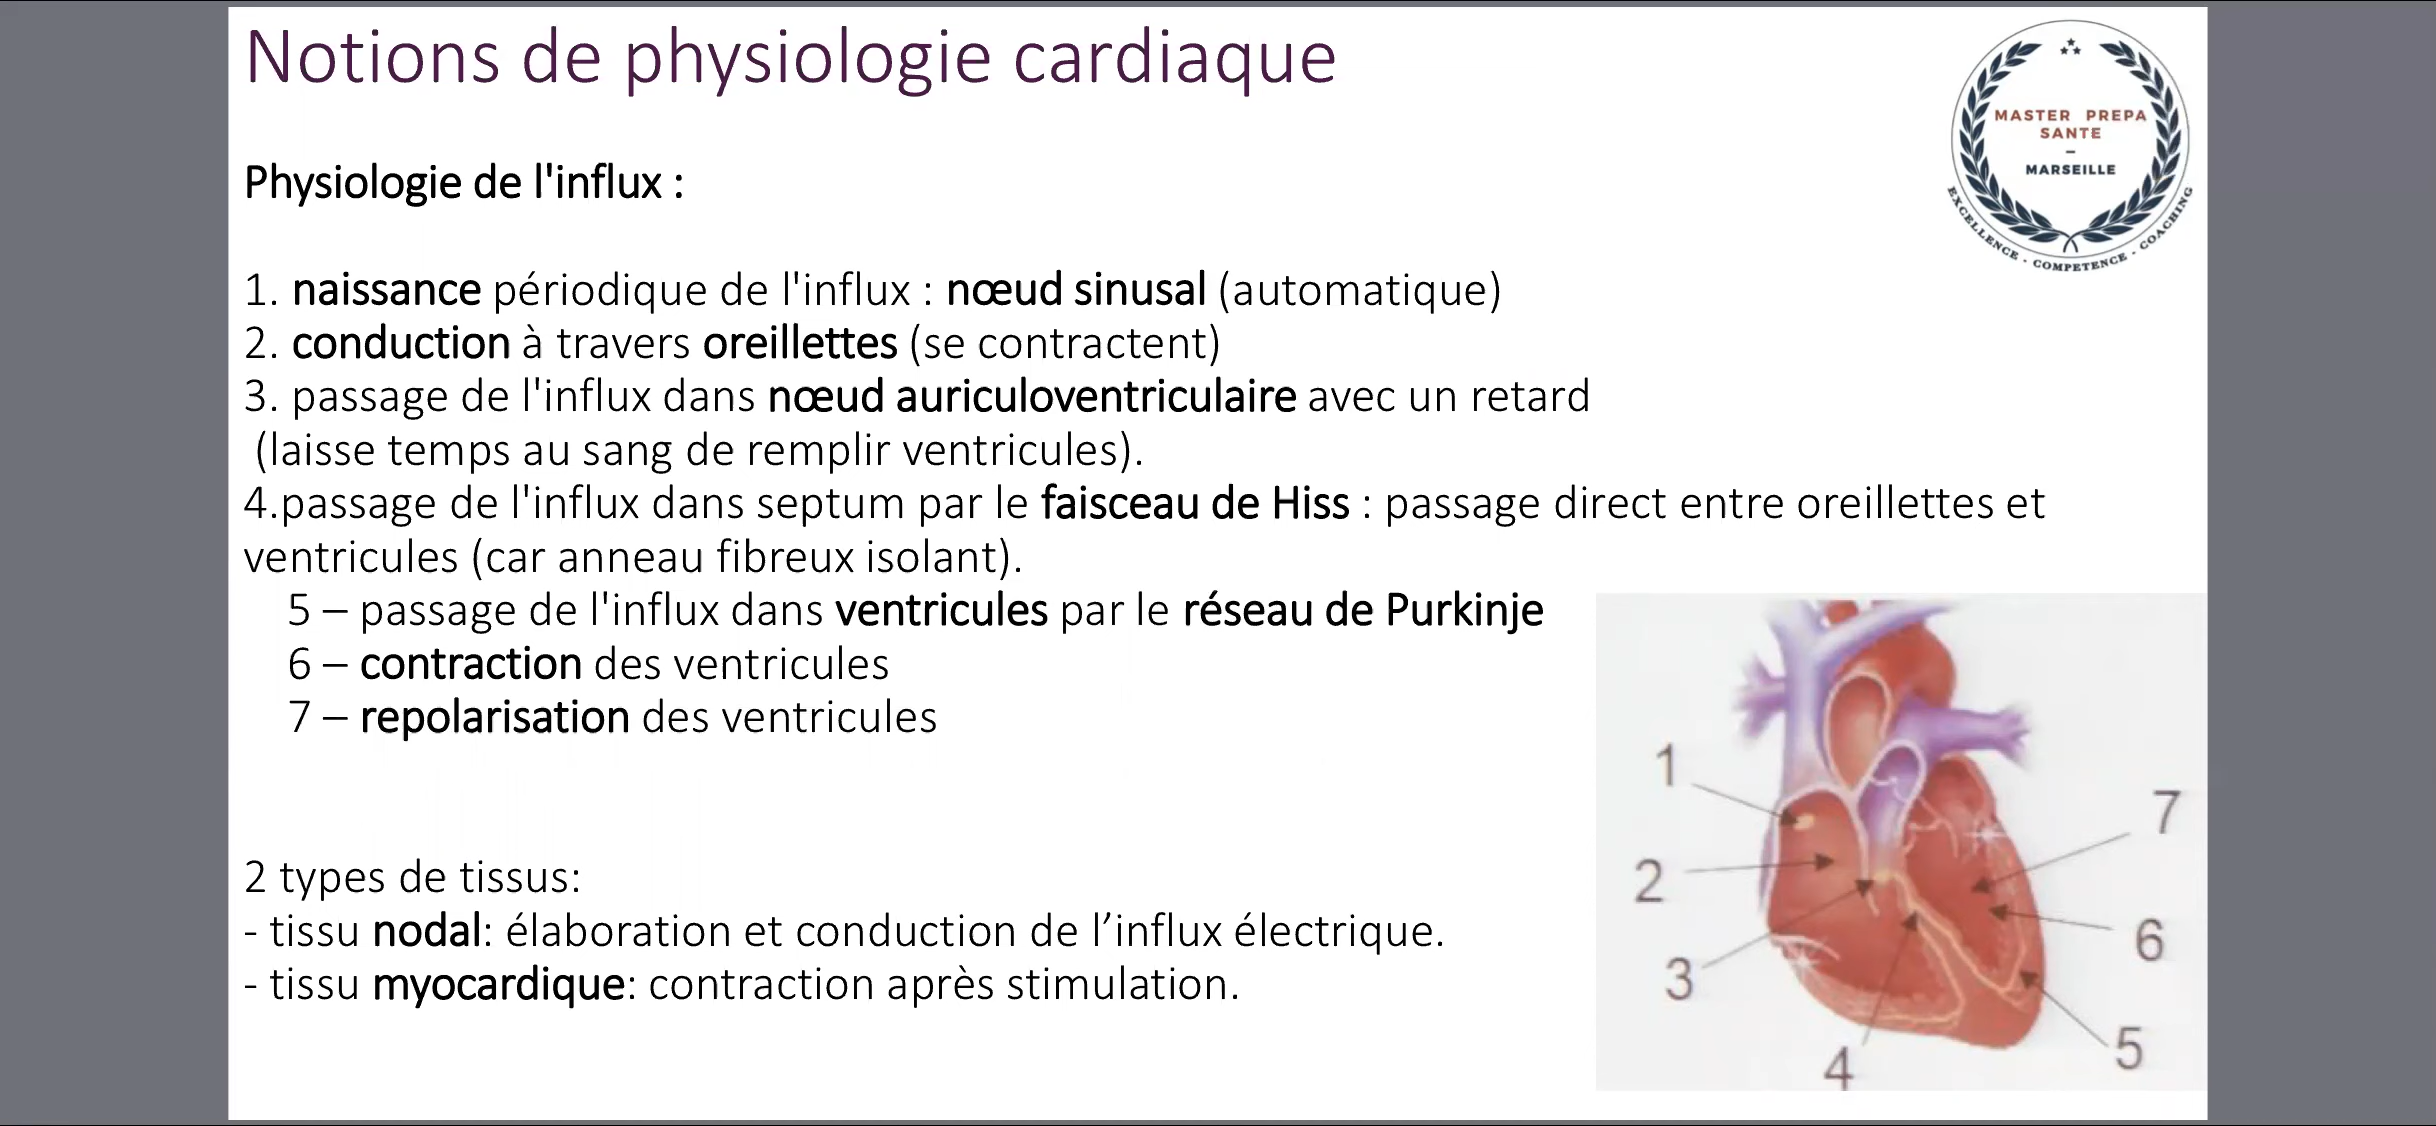 Notions de physiologie cardiaque
MASTER PREPA
SANTE
–
MARSEILLE
EXCELLENCE - COMPETENCE - COACHING
Physiologie de l'influx :
1. naissance périodique de l'influx : nœud sinusal (automatique)
2. conduction à travers oreillettes (se contractent)
3. passage de l'influx dans nœud auriculoventriculaire avec un retard
(laisse temps au sang de remplir ventricules).
4.passage de l'influx dans septum par le faisceau de Hiss : passage direct entre oreillettes et
ventricules (car anneau fibreux isolant).
5 – passage de l'influx dans ventricules par le réseau de Purkinje
6 – contraction des ventricules
7 – repolarisation des ventricules
2 types de tissus:
- tissu nodal: élaboration et conduction de l’influx électrique.
- tissu myocardique: contraction après stimulation.
1
7
2
6
3
5
4